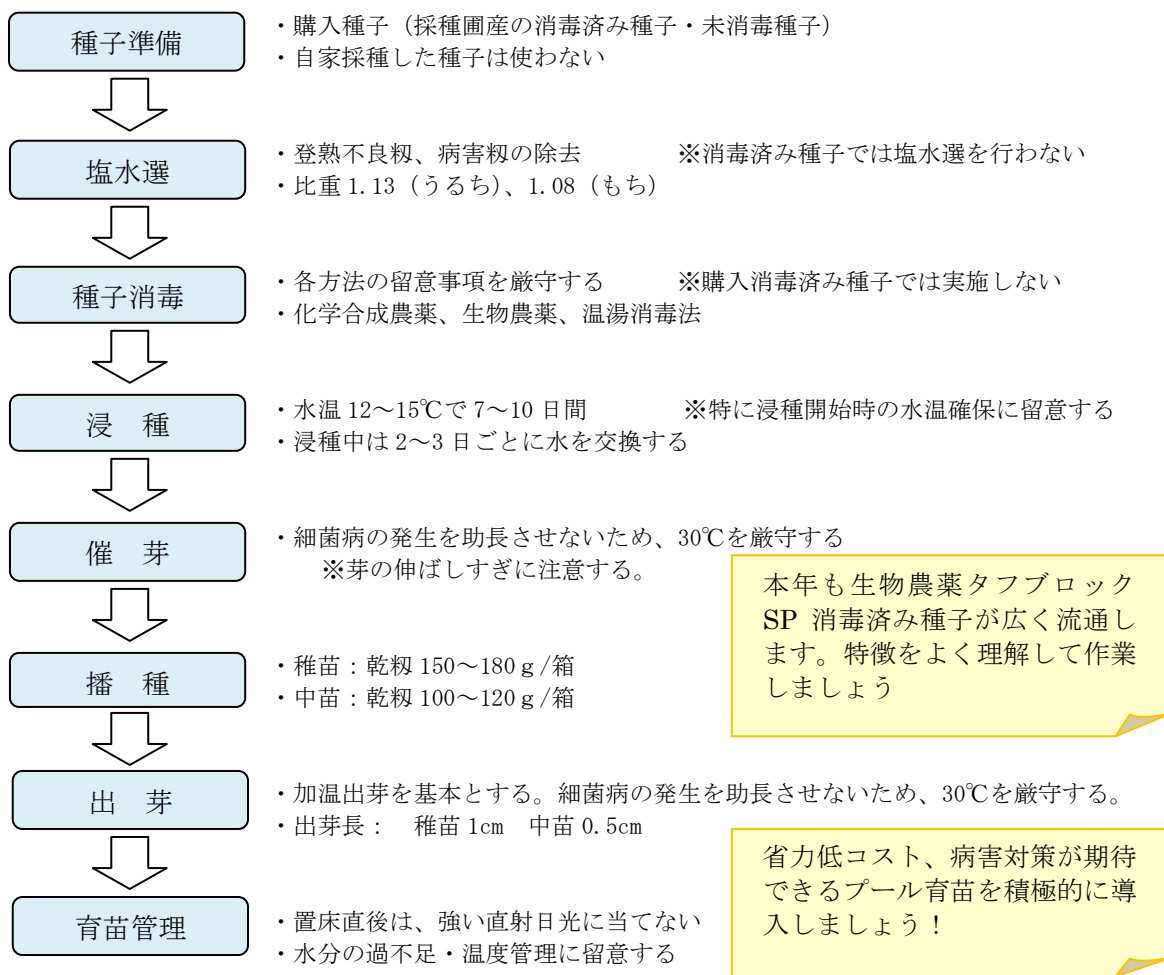 種子準備
・購入種子（採種圃産の消毒済み種子・未消毒種子）
・自家採種した種子は使わない
塩水選
・登熟不良籾、病害籾の除去　　　※消毒済み種子では塩水選を行わない
・比重 1.13（うるち）、1.08（もち）
種子消毒
・各方法の留意事項を厳守する　　　※購入消毒済み種子では実施しない
・化学合成農薬、生物農薬、温湯消毒法
浸　種
・水温 12～15℃で 7～10 日間　　　※特に浸種開始時の水温確保に留意する
・浸種中は 2～3 日ごとに水を交換する
催　芽
・細菌病の発生を助長させないため、30℃を厳守する
※芽の伸ばしすぎに注意する。
本年も生物農薬タフブロック
SP 消毒済み種子が広く流通し
ます。特徴をよく理解して作業
しましょう
播　種
・稚苗：乾籾 150～180ｇ/箱
・中苗：乾籾 100～120ｇ/箱
出　芽
・加温出芽を基本とする。細菌病の発生を助長させないため、30℃を厳守する。
・出芽長：　稚苗 1cm　中苗 0.5cm
省力低コスト、病害対策が期待
できるプール育苗を積極的に導
入しましょう！
育苗管理
・置床直後は、強い直射日光に当てない
・水分の過不足・温度管理に留意する